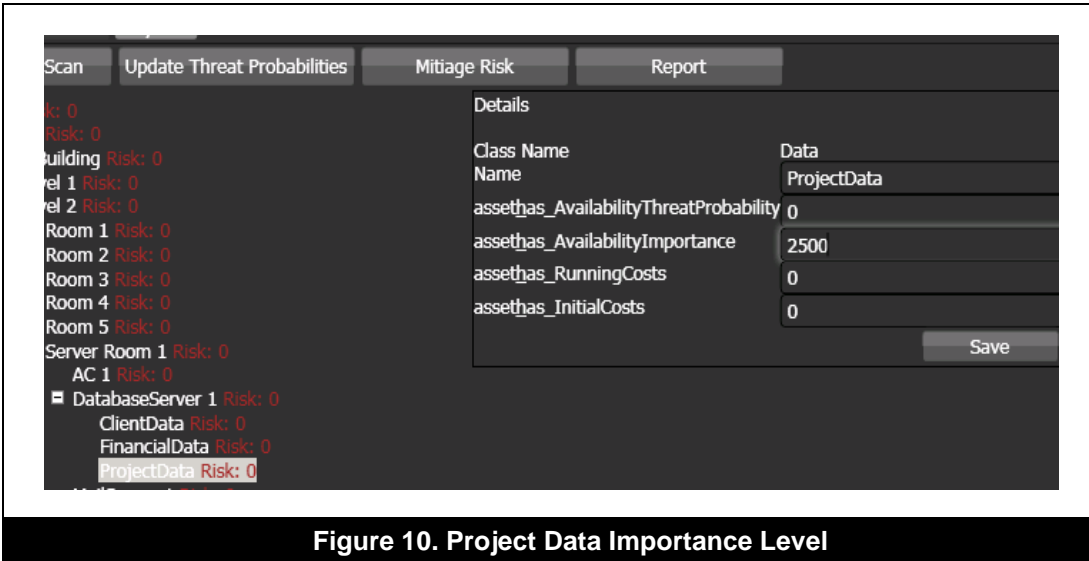 Scan Update Threat Probabilities Mitiage Risk Report
k: 0
Risk: 0
Building Risk: 0
vel 1 Risk: 0
vel 2 Risk: 0
Room 1 Risk: 0
Room 2 Risk: 0
Room 3 Risk: 0
Room 4 Risk: 0
Room 5 Risk: 0
Server Room 1 Risk: 0
AC 1 Risk: 0
DatabaseServer 1 Risk: 0
ClientData Risk: 0
FinancialData Risk: 0
ProjectData Risk: 0
Details
Class Name Data
Name ProjectData
assethas_AvailabilityThreatProbability 0
assethas_AvailabilityImportance 2500
assethas_RunningCosts 0
assethas_InitialCosts 0
Save
Figure 10. Project Data Importance Level